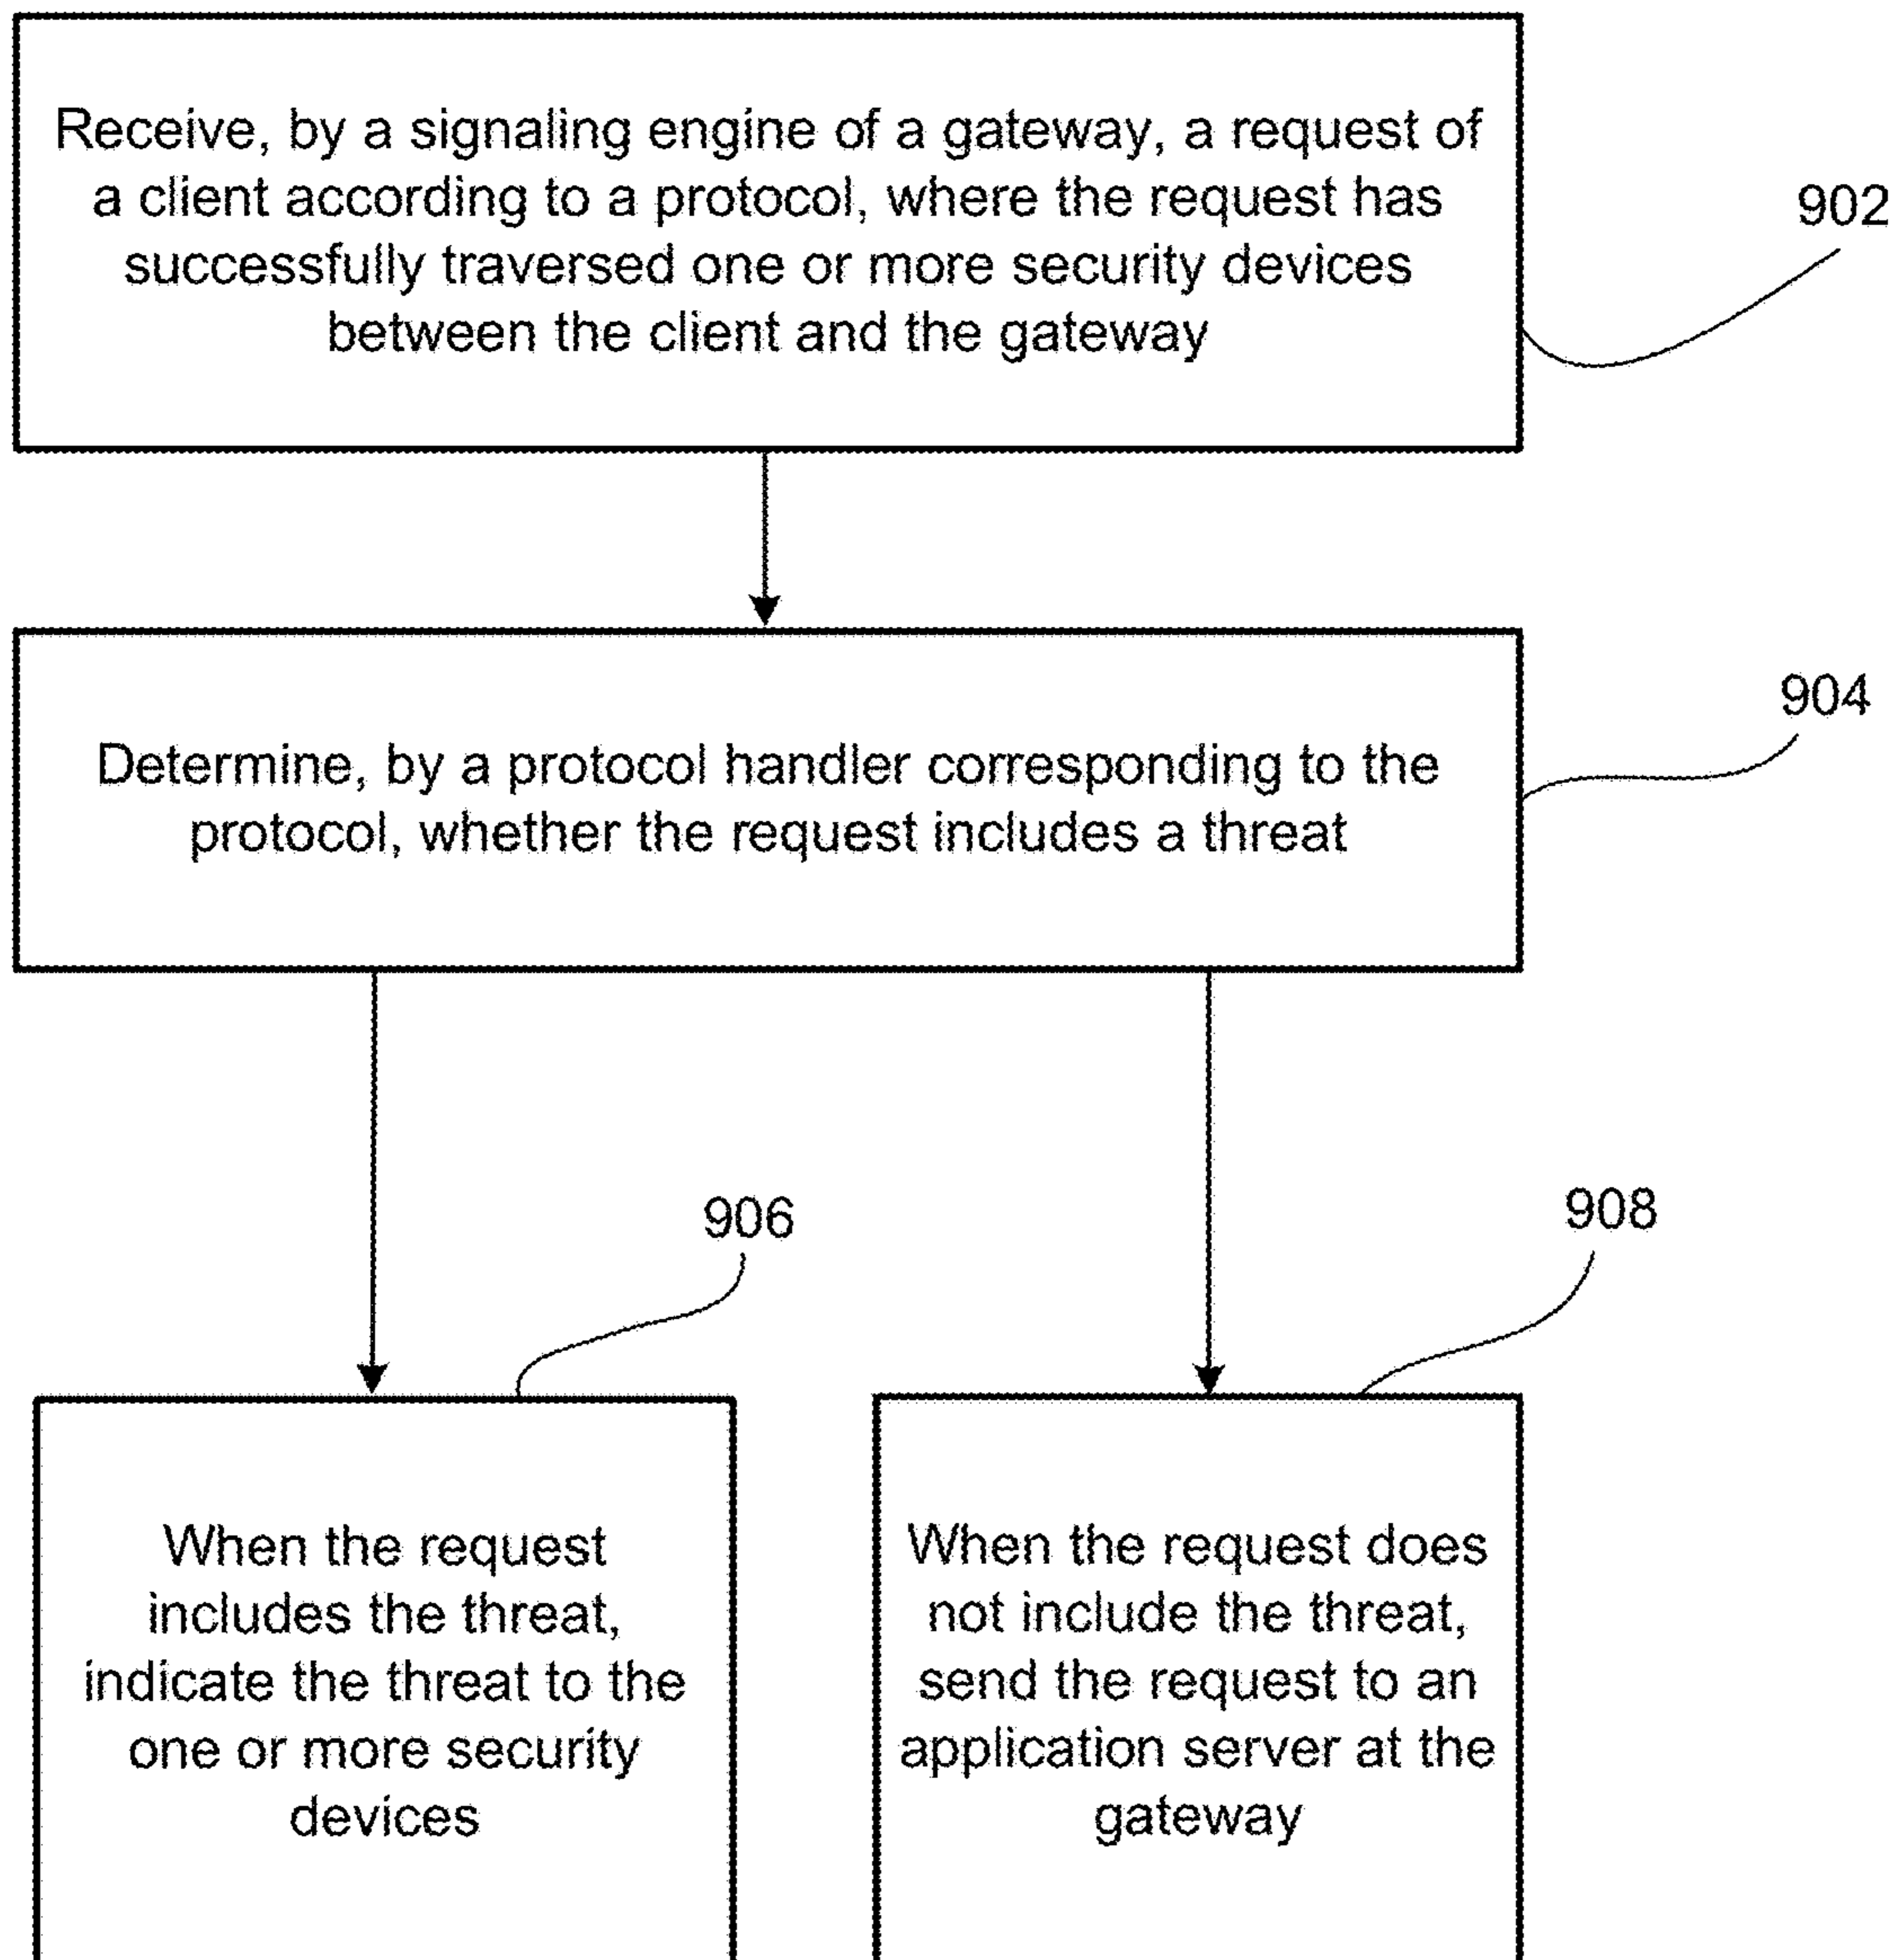 Receive, by a signaling engine of a gateway, a request of
a client according to a protocol, where the request has
successfully traversed one or more security devices
between the client and the gateway
902
Determine, by a protocol handler corresponding to the
protocol, whether the request includes a threat
904
906
When the request
includes the threat,
indicate the threat to the
one or more security
devices
908
When the request does
not include the threat,
send the request to an
application server at the
gateway